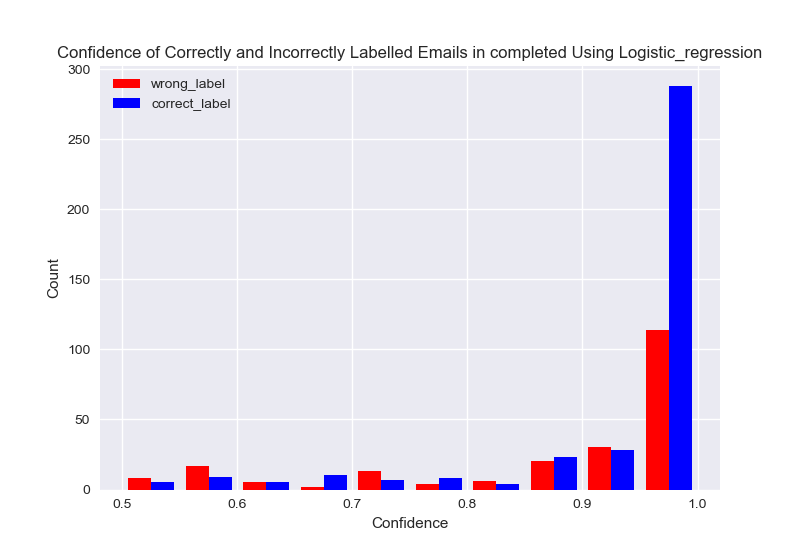 Confidence of Correctly and Incorrectly Labelled Emails in completed Using Logistic_regression
300
250
200
150
100
50
0
Count
wrong_label
correct_label
0.5 0.6 0.7 0.8 0.9 1.0
Confidence